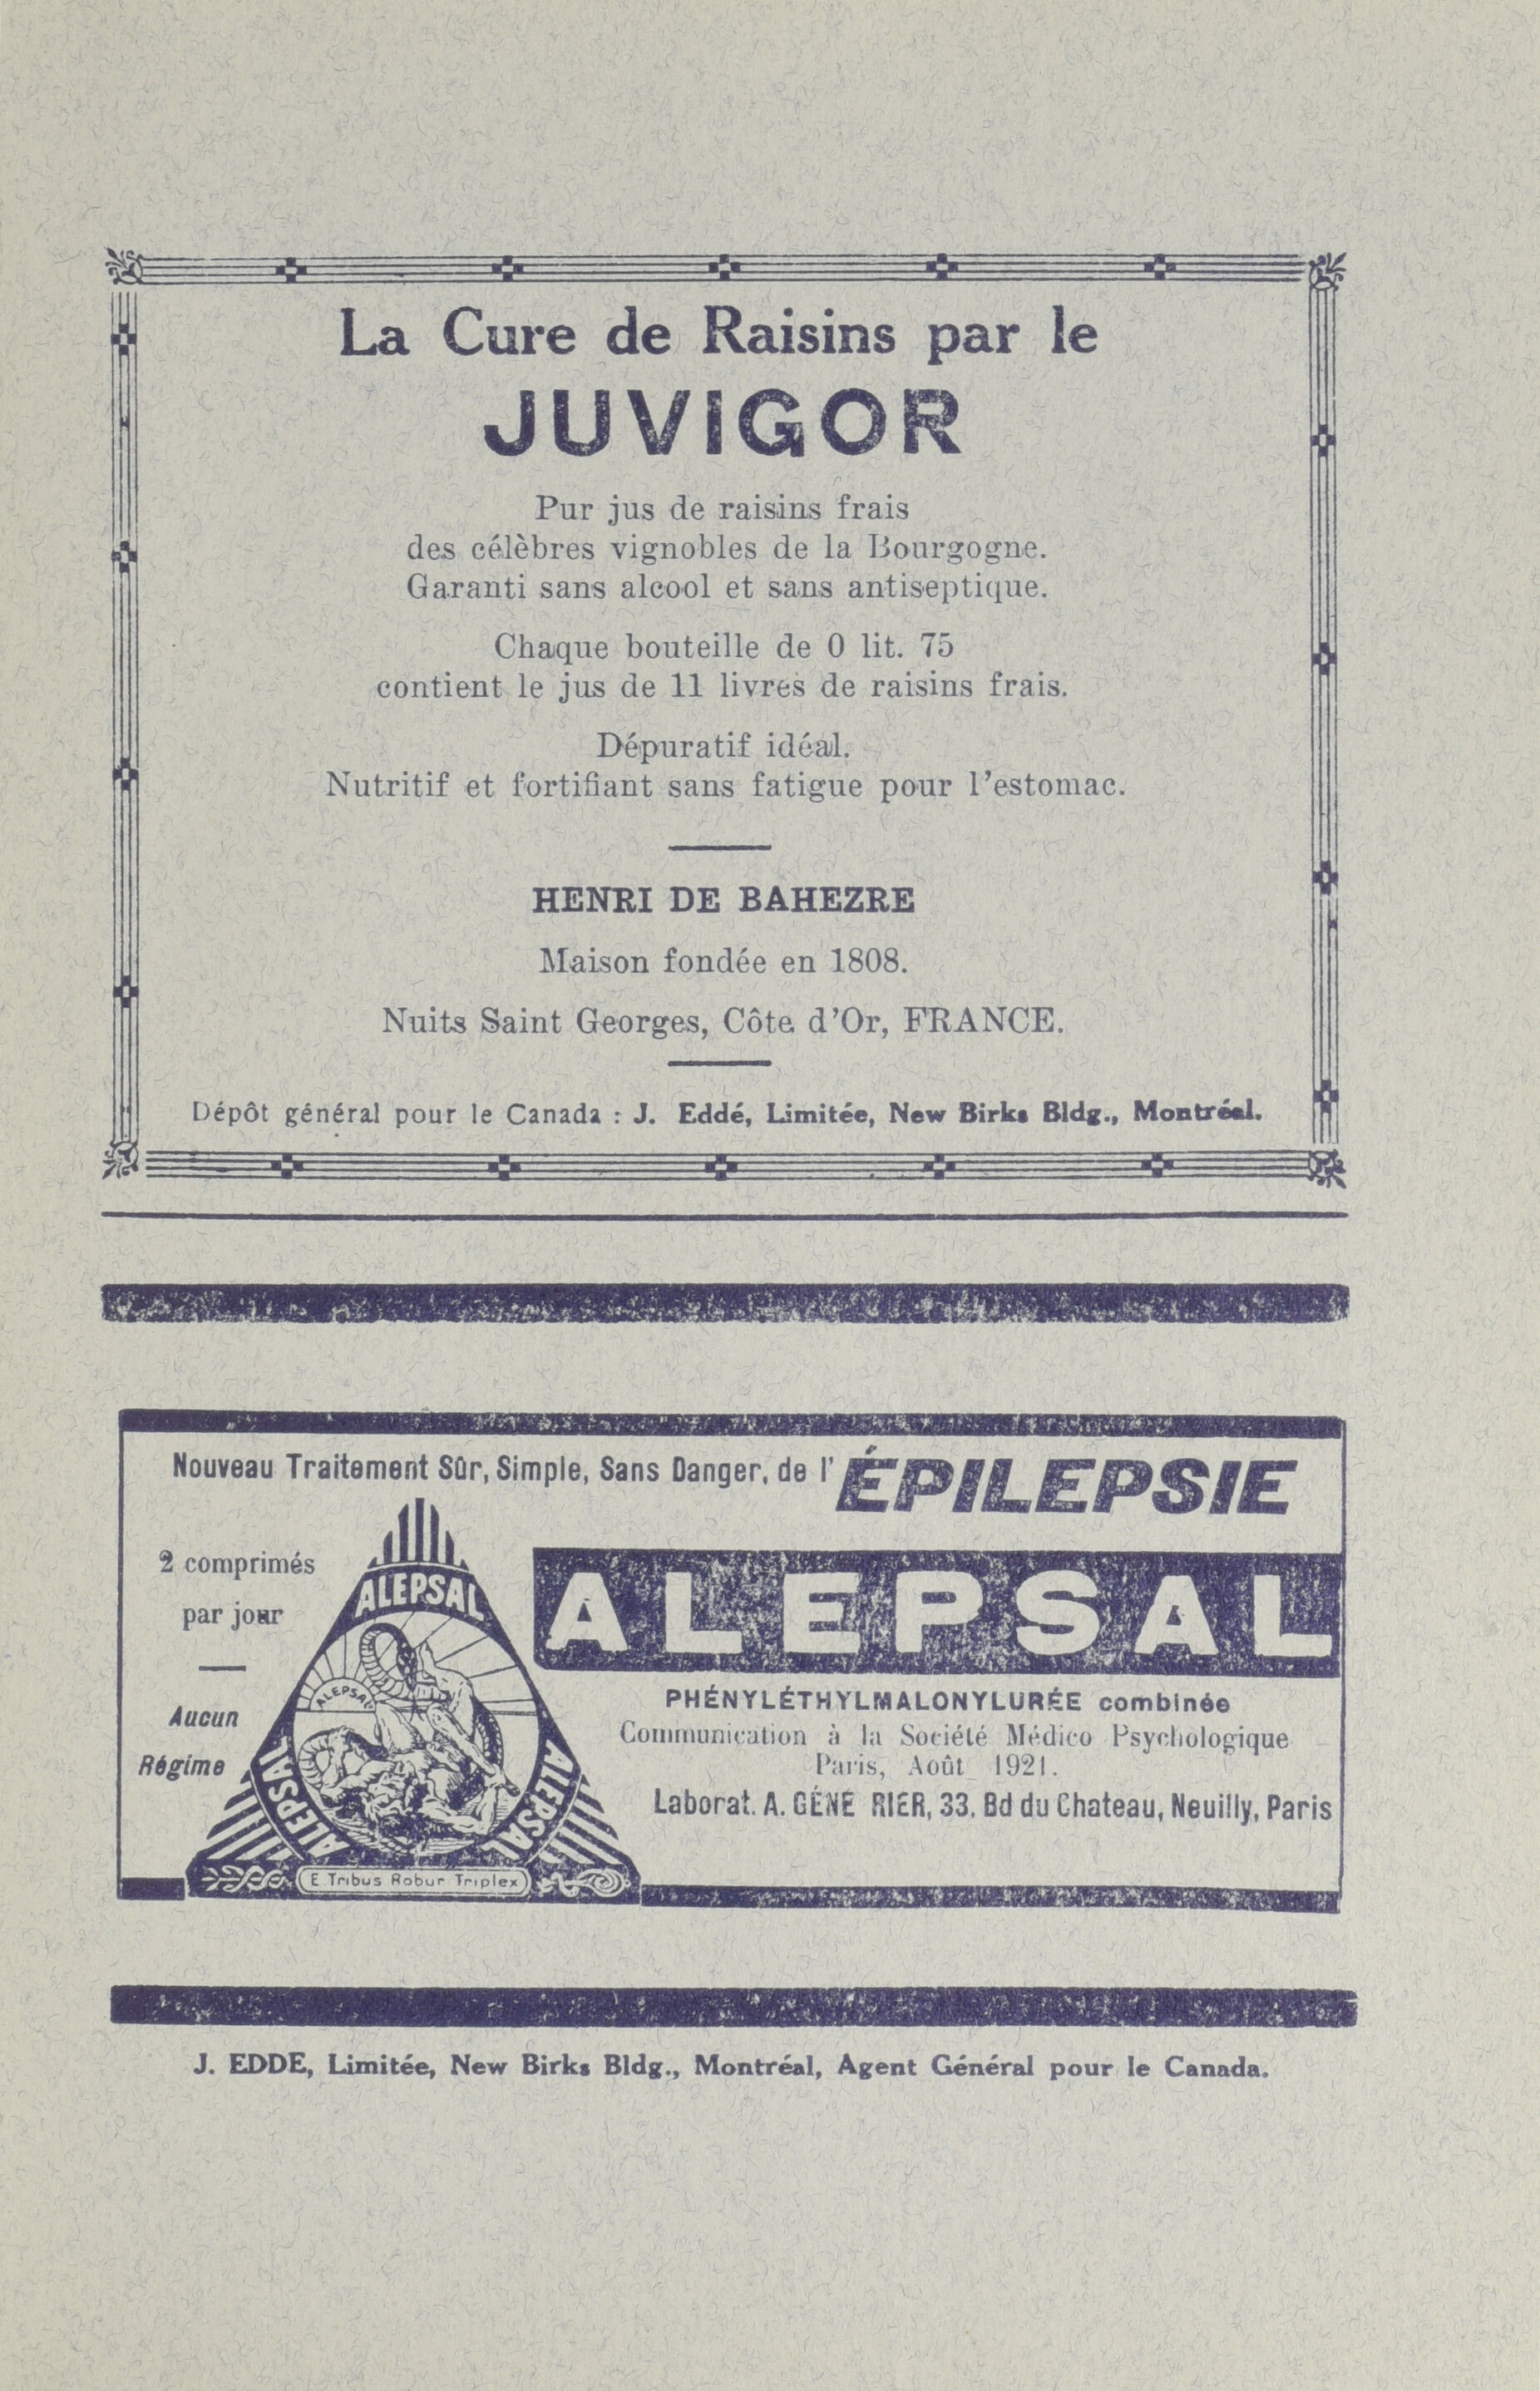 La Cure de Raisins par le
JUVIGOR
Pur jus de raisins frais
des célèbres vignobles de la Bourgogne.
Garanti sans alcool et sans antiseptique.
Chaque bouteille de 0 lit. 75
contient le jus de 11 livres de raisins frais.
Dépuratif idéal.
Nutritif et fortifiant sans fatigue pour l'estomac.
HENRI DE BAHEZRE
Maison fondée en 1808.
Nuits Saint Georges, Côte d'Or, FRANCE.
Dépôt général pour le Canada : J. Eddé, Limitée, New Birks Bldg., Montréal.
Nouveau Traitement Sûr, Simple, Sans Danger, de l' ÉPILEPSIE
2 comprimés
par jour
Aucun
Régime
ALEPSAL
ALEPSAL
ALEPSAL
ALEPSAL
E Tribus Robur Triplex
ALEPSAL
PHÉNYLÉTHYLMALONYLURÉE combinée
Communication à la Société Médico Psychologique
Paris, Août 1921.
Laborat. A. GÉNÉ RIER, 33, Bd du Chateau, Neuilly, Paris
J. EDDE, Limitée, New Birks Bldg., Montréal, Agent Général pour le Canada.